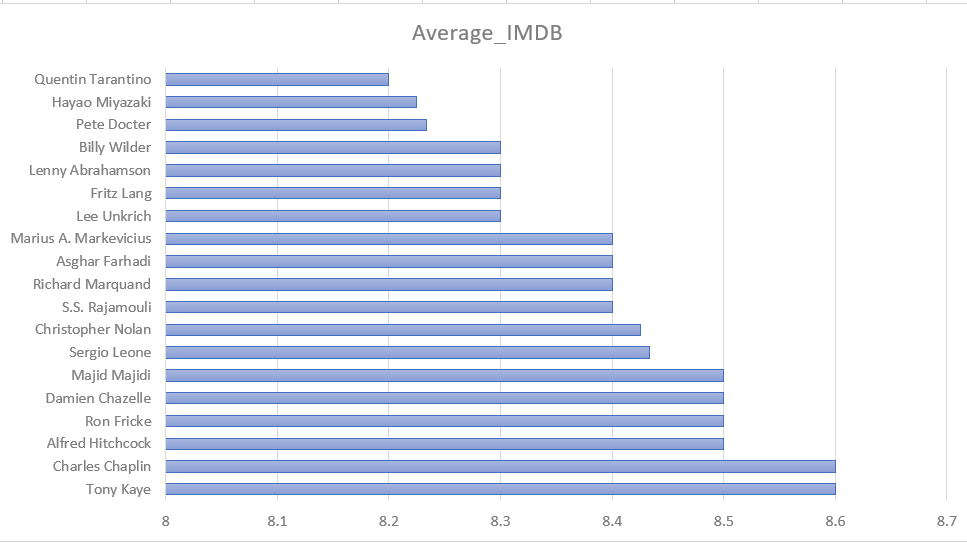 Average_IMDB
Quentin Tarantino
Hayao Miyazaki
Pete Docter
Billy Wilder
Lenny Abrahamson
Fritz Lang
Lee Unkrich
Marius A. Markevicius
Asghar Farhadi
Richard Marquand
S.S. Rajamouli
Christopher Nolan
Sergio Leone
Majid Majidi
Damien Chazelle
Ron Fricke
Alfred Hitchcock
Charles Chaplin
Tony Kaye
8 8.1 8.2 8.3 8.4 8.5 8.6 8.7